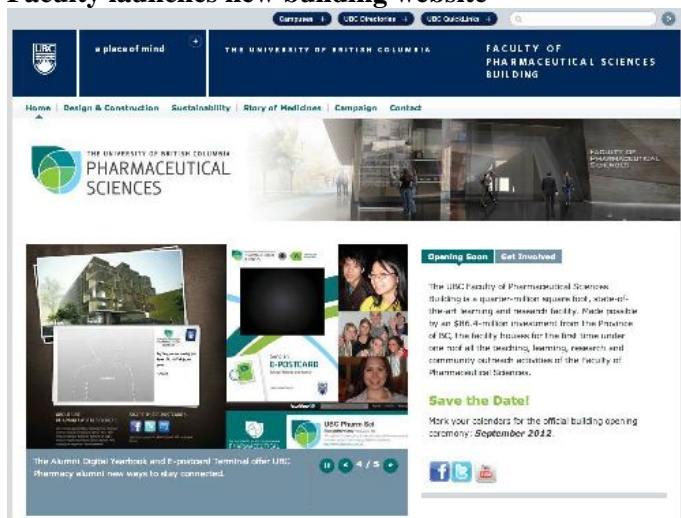 Faculty launches new building website
Campuses
UBC Directories
UBC QuickLinks
UBC
a place of mind
THE UNIVERSITY OF BRITISH COLUMBIA
FACULTY OF
PHARMACEUTICAL SCIENCES
BUILDING
Home | Design & Construction Sustainability | Story of Medicines | Campaign Contact
THE UNIVERSITY OF BRITISH COLUMBIA
PHARMACEUTICAL
SCIENCES
FACULTY OF
PHARMACEUTICAL
SCIENCES
Opening Soon Get Involved
The UBC Faculty of Pharmaceutical Sciences
Building is a quarter-million square foot, state-of-
the-art learning and research facility. Made possible
by an $86.4-million investment from the Province
of BC, the facility houses for the first time under
one roof all the teaching, learning, research and
community outreach activities of the Faculty of
Pharmaceutical Sciences.
Save the Date!
Mark your calendars for the official building opening
ceremony: September 2012.
E-POSTCARD
UBC Pharm Sci
The Alumni Digital Yearbook and E-postcard Terminal offer UBC
Pharmacy alumni new ways to stay connected.
4 / 5